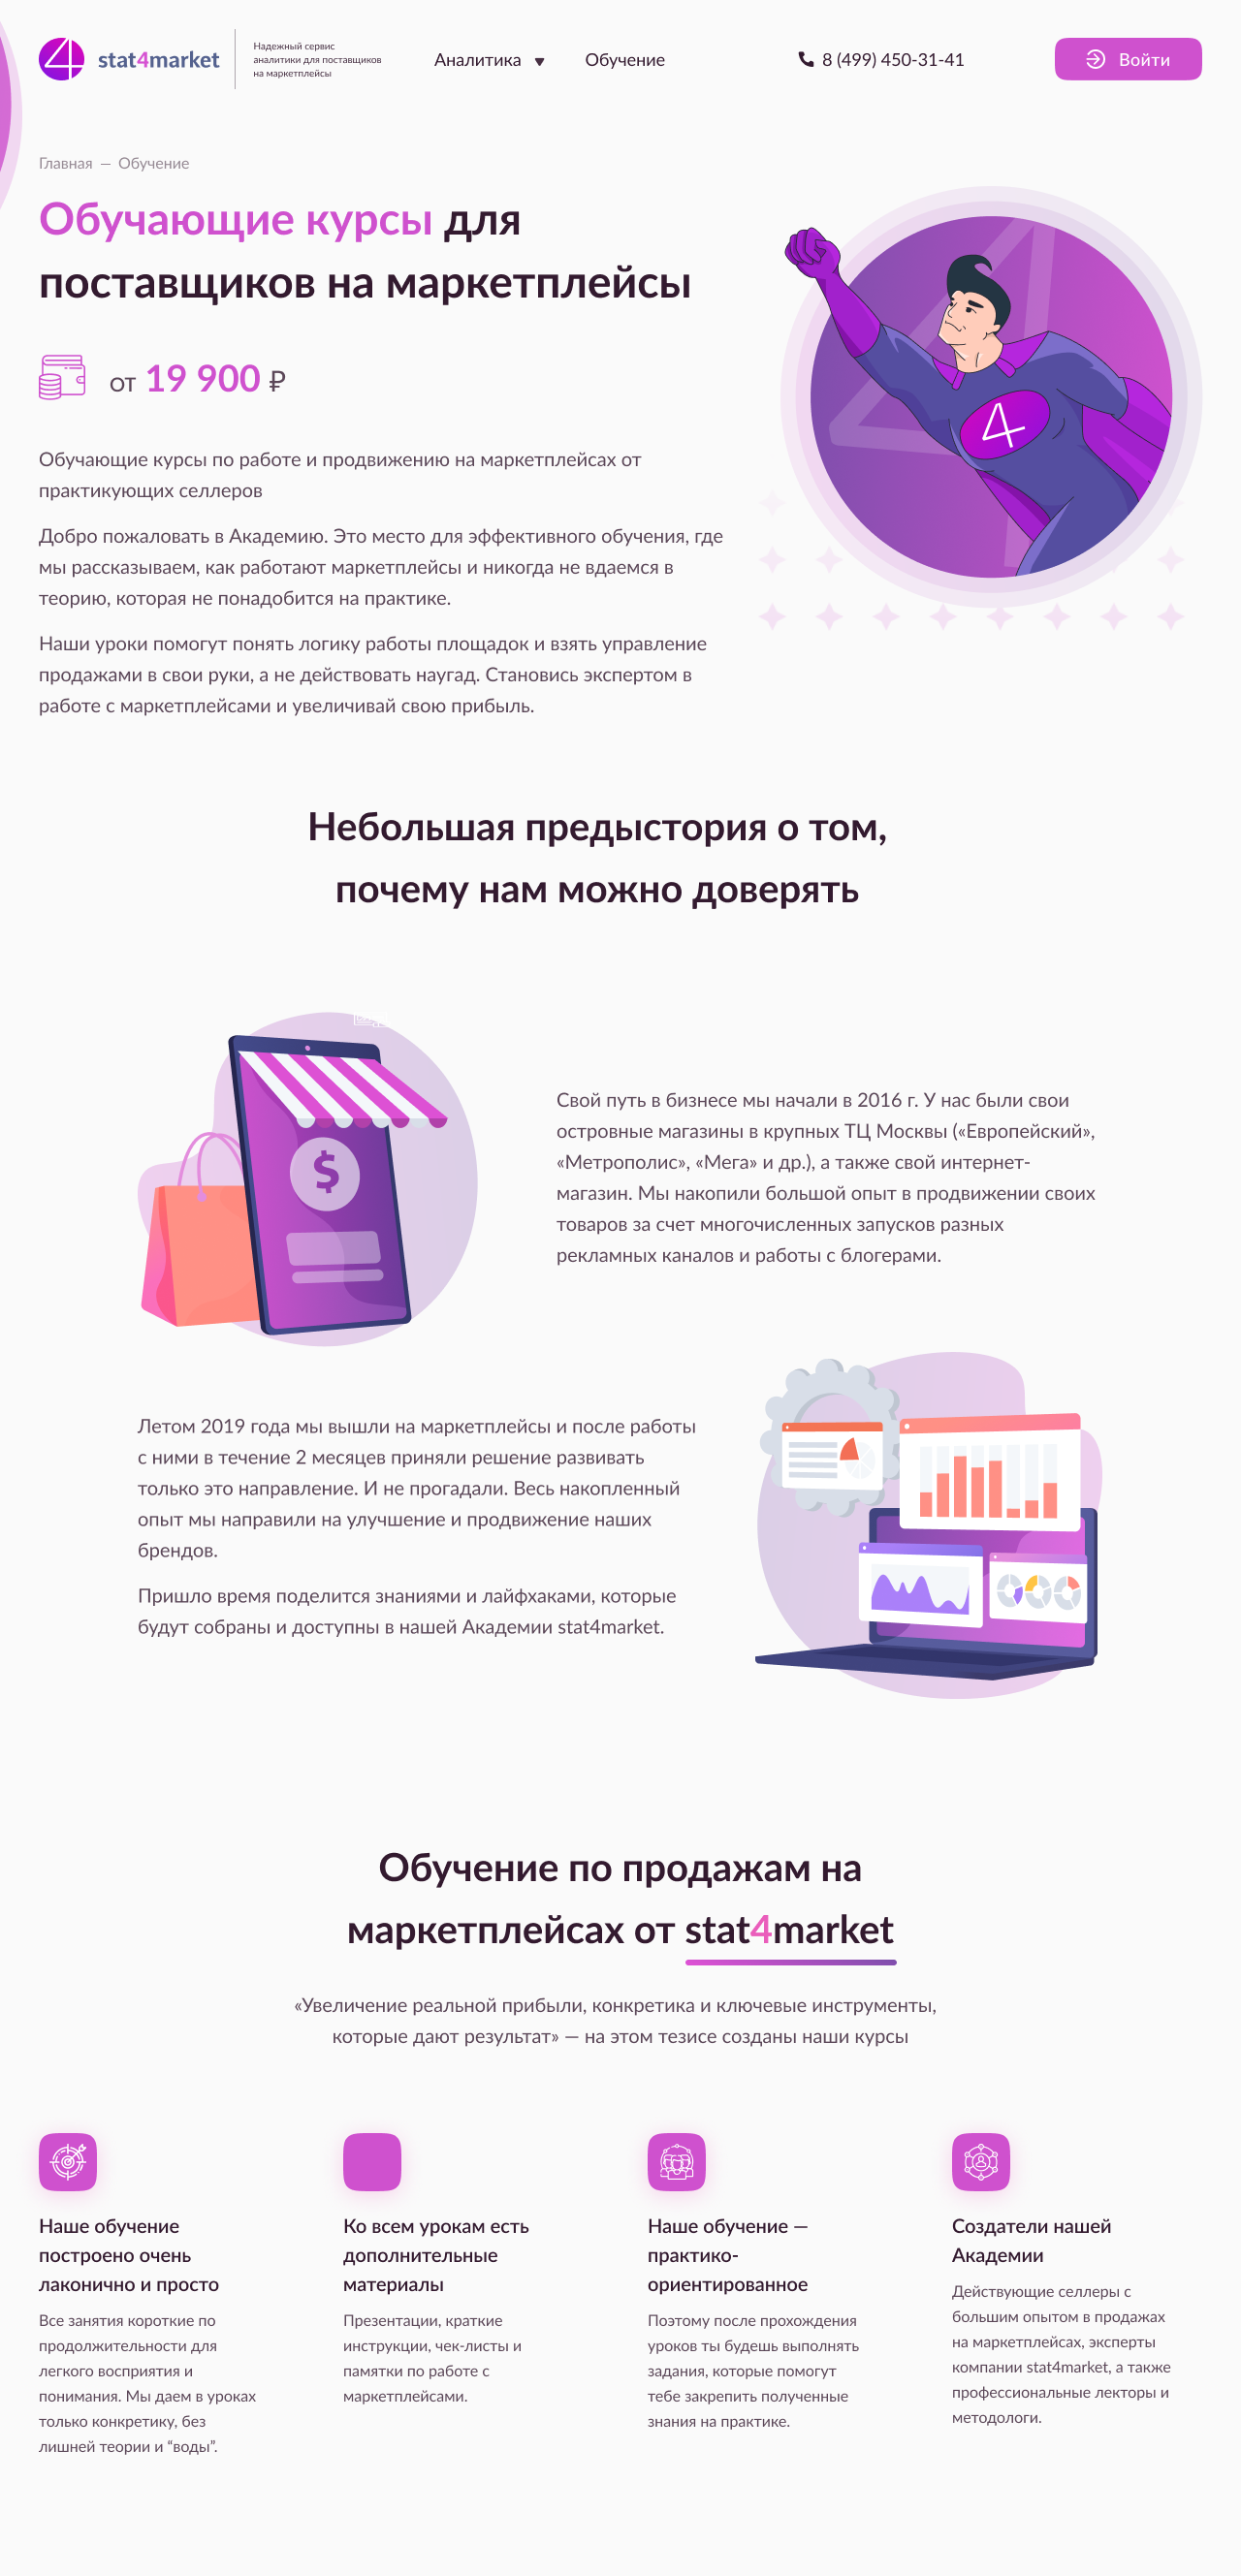 stat4market
Надежный сервис
аналитики для поставщиков
на маркетплейсы
Аналитика
Обучение
8 (499) 450-31-41
Войти
Главная — Обучение
Обучающие курсы для
поставщиков на маркетплейсы
от 19 900 ₽
Обучающие курсы по работе и продвижению на маркетплейсах от
практикующих селлеров
Добро пожаловать в Академию. Это место для эффективного обучения, где
мы рассказываем, как работают маркетплейсы и никогда не вдаемся в
теорию, которая не понадобится на практике.
Наши уроки помогут понять логику работы площадок и взять управление
продажами в свои руки, а не действовать наугад. Становись экспертом в
работе с маркетплейсами и увеличивай свою прибыль.
4
Небольшая предыстория о том,
почему нам можно доверять
$
Свой путь в бизнесе мы начали в 2016 г. У нас были свои
островные магазины в крупных ТЦ Москвы («Европейский»,
«Метрополис», «Мега» и др.), а также свой интернет-
магазин. Мы накопили большой опыт в продвижении своих
товаров за счет многочисленных запусков разных
рекламных каналов и работы с блогерами.
Летом 2019 года мы вышли на маркетплейсы и после работы
с ними в течение 2 месяцев приняли решение развивать
только это направление. И не прогадали. Весь накопленный
опыт мы направили на улучшение и продвижение наших
брендов.
Пришло время поделится знаниями и лайфхаками, которые
будут собраны и доступны в нашей Академии stat4market.
Обучение по продажам на
маркетплейсах от stat4market
«Увеличение реальной прибыли, конкретика и ключевые инструменты,
которые дают результат» — на этом тезисе созданы наши курсы
Наше обучение
построено очень
лаконично и просто
Все занятия короткие по
продолжительности для
легкого восприятия и
понимания. Мы даем в уроках
только конкретику, без
лишней теории и “воды”.
Ко всем урокам есть
дополнительные
материалы
Презентации, краткие
инструкции, чек-листы и
памятки по работе с
маркетплейсами.
Наше обучение —
практико-
ориентированное
Поэтому после прохождения
уроков ты будешь выполнять
задания, которые помогут
тебе закрепить полученные
знания на практике.
Создатели нашей
Академии
Действующие селлеры с
большим опытом в продажах
на маркетплейсах, эксперты
компании stat4market, а также
профессиональные лекторы и
методологи.